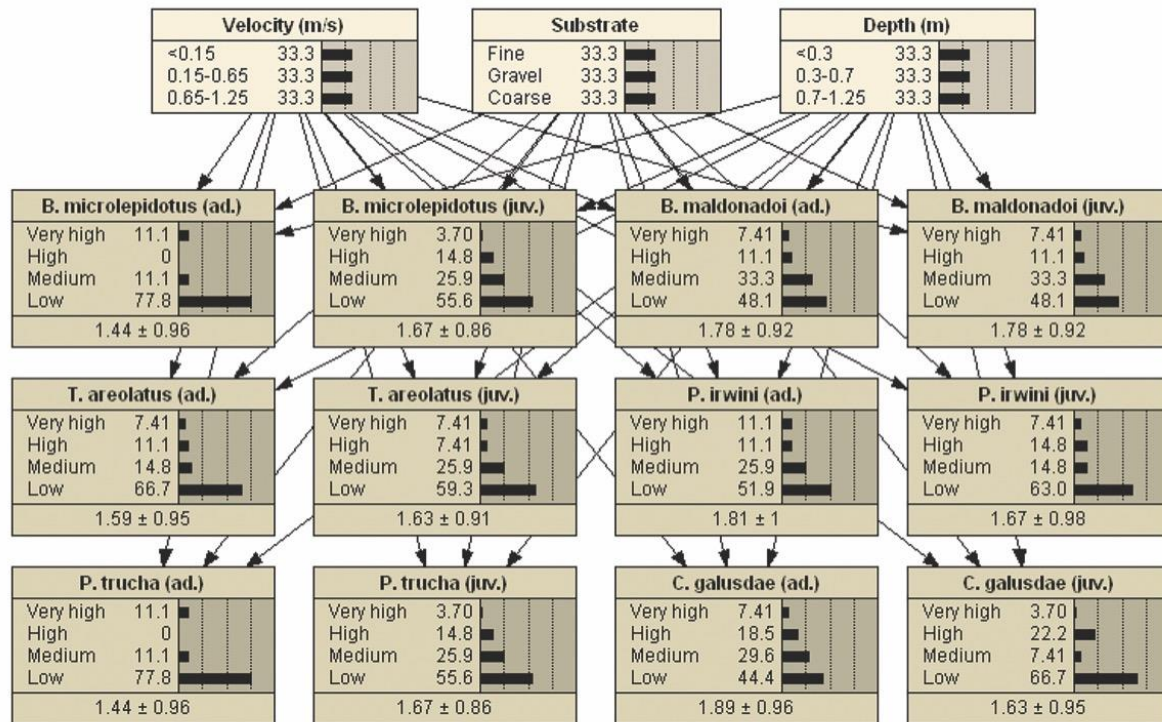 Velocity (m/s)
<0.15 33.3
0.15-0.65 33.3
0.65-1.25 33.3
Substrate
Fine 33.3
Gravel 33.3
Coarse 33.3
Depth (m)
<0.3 33.3
0.3-0.7 33.3
0.7-1.25 33.3
B. microlepidotus (ad.)
Very high 11.1
High 0
Medium 11.1
Low 77.8
1.44 ± 0.96
B. microlepidotus (juv.)
Very high 3.70
High 14.8
Medium 25.9
Low 55.6
1.67 ± 0.86
B. maldonadoi (ad.)
Very high 7.41
High 11.1
Medium 33.3
Low 48.1
1.78 ± 0.92
B. maldonadoi (juv.)
Very high 7.41
High 11.1
Medium 33.3
Low 48.1
1.78 ± 0.92
T. areolatus (ad.)
Very high 7.41
High 11.1
Medium 14.8
Low 66.7
1.59 ± 0.95
T. areolatus (juv.)
Very high 7.41
High 7.41
Medium 25.9
Low 59.3
1.63 ± 0.91
P. irwini (ad.)
Very high 11.1
High 11.1
Medium 25.9
Low 51.9
1.81 ± 1
P. irwini (juv.)
Very high 7.41
High 14.8
Medium 14.8
Low 63.0
1.67 ± 0.98
P. trucha (ad.)
Very high 11.1
High 0
Medium 11.1
Low 77.8
1.44 ± 0.96
P. trucha (juv.)
Very high 3.70
High 14.8
Medium 25.9
Low 55.6
1.67 ± 0.86
C. galusdae (ad.)
Very high 7.41
High 18.5
Medium 29.6
Low 44.4
1.89 ± 0.96
C. galusdae (juv.)
Very high 3.70
High 22.2
Medium 7.41
Low 66.7
1.63 ± 0.95